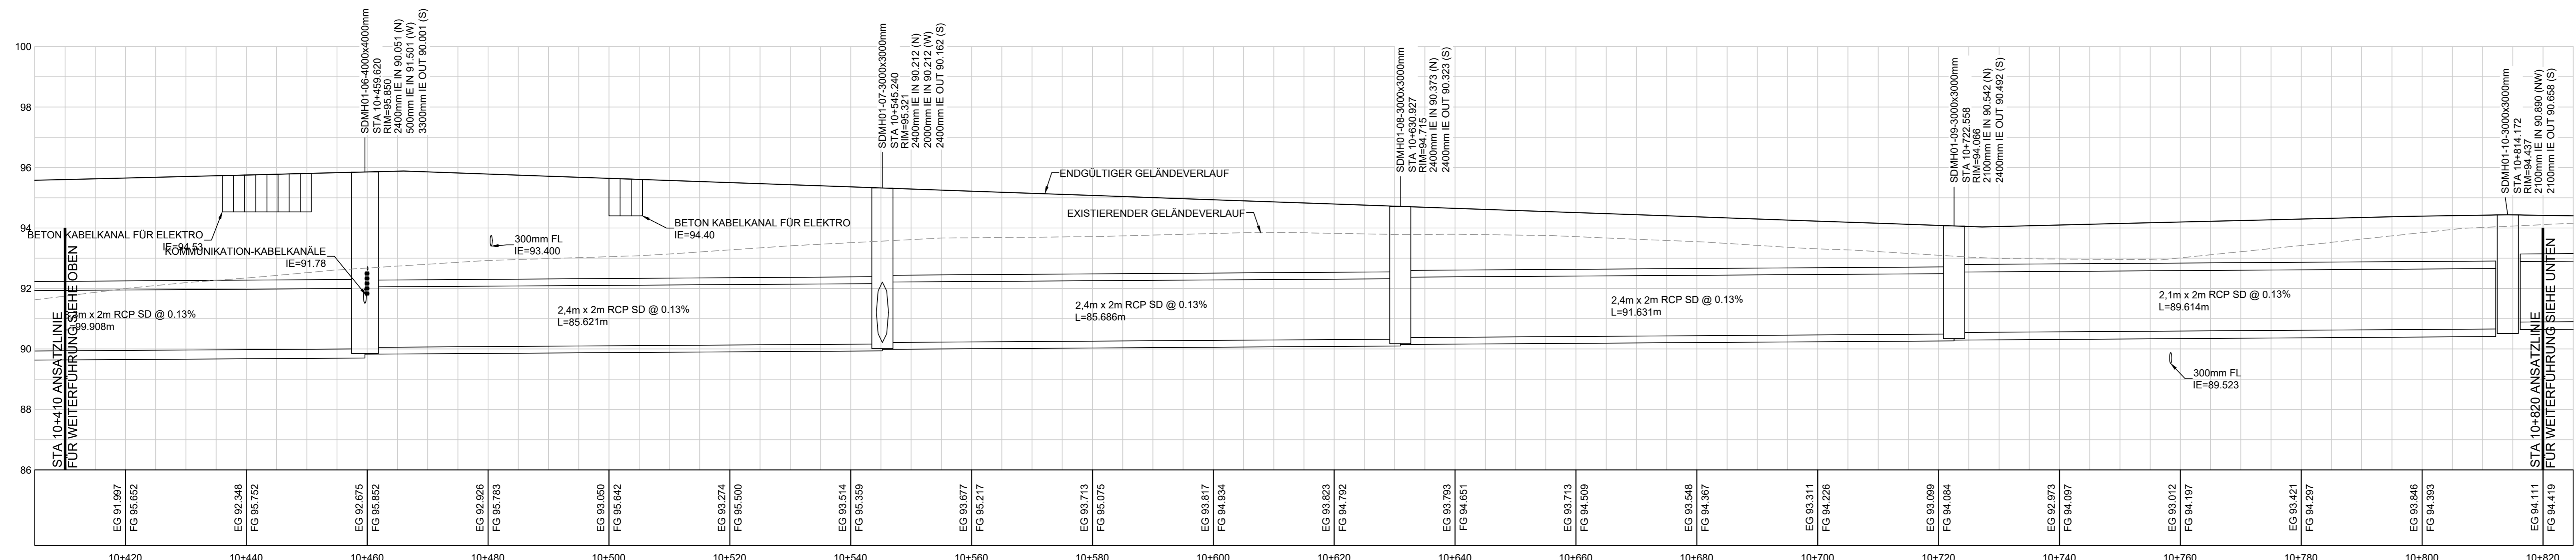 100
98
96
94
92
90
88
86
SDMH01-06-4000x4000mm
STA 10+459.620
RIM=95.850
2400mm IE IN 90.051 (N)
500mm IE IN 91.501 (W)
3300mm IE OUT 90.001 (S)
SDMH01-07-3000x3000mm
STA 10+545.240
RIM=95.321
2400mm IE IN 90.212 (N)
2000mm IE IN 90.212 (W)
2400mm IE OUT 90.162 (S)
SDMH01-08-3000x3000mm
STA 10+630.927
RIM=94.715
2400mm IE IN 90.373 (N)
2400mm IE OUT 90.323 (S)
SDMH01-09-3000x3000mm
STA 10+722.558
RIM=94.066
2100mm IE IN 90.542 (N)
2400mm IE OUT 90.492 (S)
SDMH01-10-3000x3000mm
STA 10+814.172
RIM=94.437
2100mm IE IN 90.890 (NW)
2100mm IE OUT 90.658 (S)
ENDGÜLTIGER GELÄNDEVERLAUF
EXISTIERENDER GELÄNDEVERLAUF
BETON KABELKANAL FÜR ELEKTRO
IE=94.53
KOMMUNIKATION-KABELKANÄLE
IE=91.78
300mm FL
IE=93.400
BETON KABELKANAL FÜR ELEKTRO
IE=94.40
m x 2m RCP SD @ 0.13%
=99.908m
2,4m x 2m RCP SD @ 0.13%
L=85.621m
2,4m x 2m RCP SD @ 0.13%
L=85.686m
2,4m x 2m RCP SD @ 0.13%
L=91.631m
2,1m x 2m RCP SD @ 0.13%
L=89.614m
300mm FL
IE=89.523
STA 10+410 ANSATZLINIE
FÜR WEITERFÜHRUNG SIEHE OBEN
STA 10+820 ANSATZLINIE
FÜR WEITERFÜHRUNG SIEHE UNTEN
EG 91.997
FG 95.652
EG 92.348
FG 95.752
EG 92.675
FG 95.852
EG 92.926
FG 95.783
EG 93.050
FG 95.642
EG 93.274
FG 95.500
EG 93.514
FG 95.359
EG 93.677
FG 95.217
EG 93.713
FG 95.075
EG 93.817
FG 94.934
EG 93.823
FG 94.792
EG 93.793
FG 94.651
EG 93.713
FG 94.509
EG 93.548
FG 94.367
EG 93.311
FG 94.226
EG 93.099
FG 94.084
EG 92.973
FG 94.097
EG 93.012
FG 94.197
EG 93.421
FG 94.297
EG 93.846
FG 94.393
EG 94.111
FG 94.419
10+420
10+440
10+460
10+480
10+500
10+520
10+540
10+560
10+580
10+600
10+620
10+640
10+660
10+680
10+700
10+720
10+740
10+760
10+780
10+800
10+820